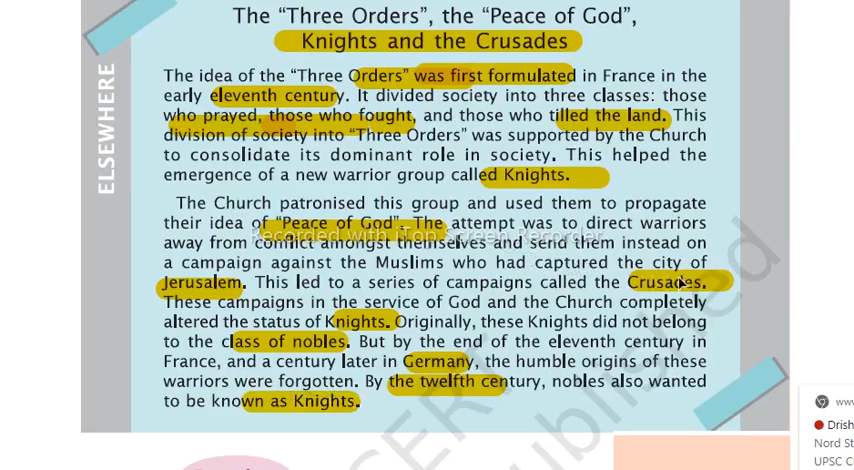 The “Three Orders”, the “Peace of God”,
Knights and the Crusades
ELSEWHERE
The idea of the “Three Orders” was first formulated in France in the
early eleventh century. It divided society into three classes: those
who prayed, those who fought, and those who tilled the land. This
division of society into “Three Orders” was supported by the Church
to consolidate its dominant role in society. This helped the
emergence of a new warrior group called Knights.
The Church patronised this group and used them to propagate
their idea of “Peace of God”. The attempt was to direct warriors
Recorded with iTop Screen Recorder
away from conflict amongst themselves and send them instead on
a campaign against the Muslims who had captured the city of
Jerusalem. This led to a series of campaigns called the Crusades.
These campaigns in the service of God and the Church completely
altered the status of Knights. Originally, these Knights did not belong
to the class of nobles. But by the end of the eleventh century in
France, and a century later in Germany, the humble origins of these
warriors were forgotten. By the twelfth century, nobles also wanted
to be known as Knights.
www
Drish
Nord St
UPSC C